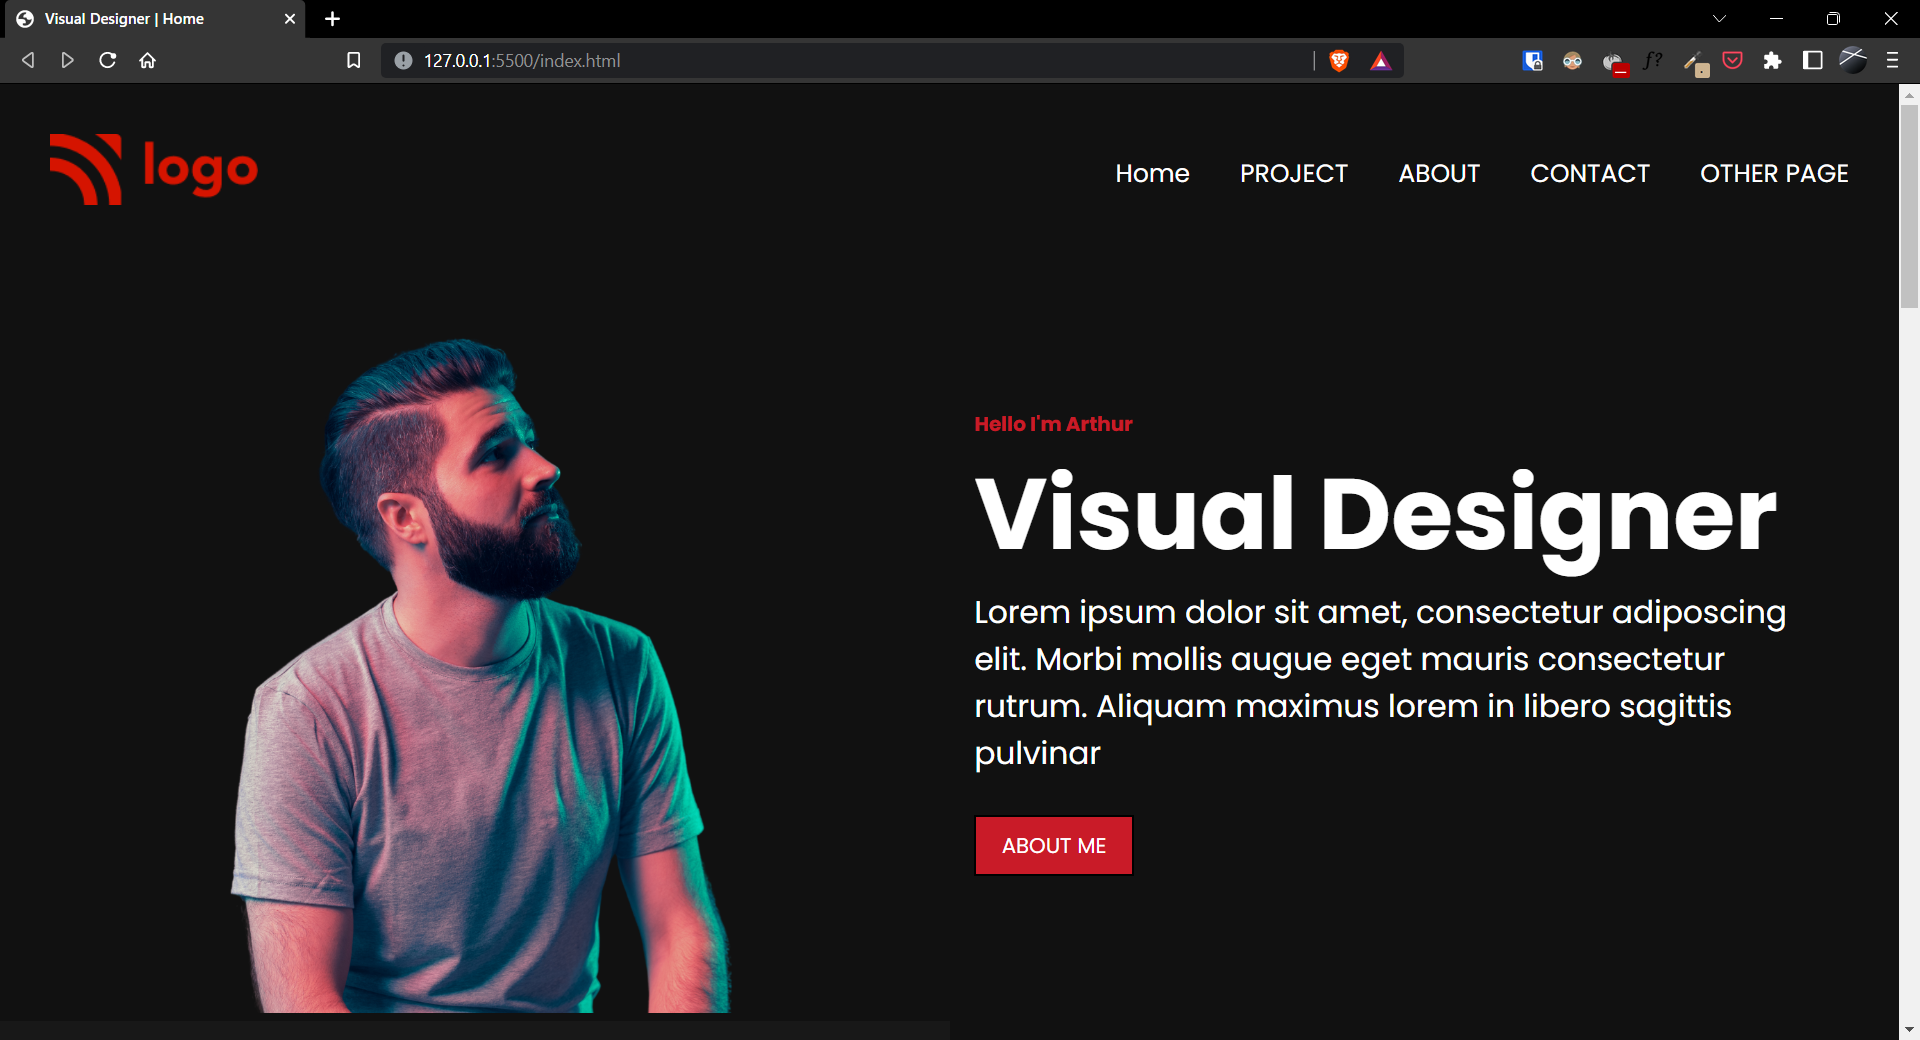 Visual Designer | Home
127.0.0.1:5500/index.html
f?
logo
Home PROJECT ABOUT CONTACT OTHER PAGE
Hello I'm Arthur
Visual Designer
Lorem ipsum dolor sit amet, consectetur adiposcing
elit. Morbi mollis augue eget mauris consectetur
rutrum. Aliquam maximus lorem in libero sagittis
pulvinar
ABOUT ME